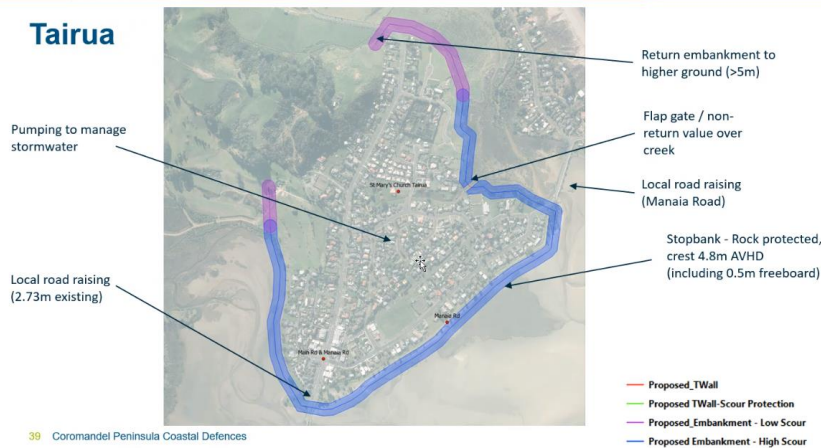 Tairua
Return embankment to
higher ground (>5m)
Flap gate / non-
return value over
creek
Pumping to manage
stormwater
St Mary's Church Tairua
Local road raising
(Manaia Road)
Stopbank - Rock protected,
crest 4.8m AVHD
(including 0.5m freeboard)
Local road raising
(2.73m existing)
Manaia Rd
Main Rd & Manaia Rd
Proposed_TWall
Proposed TWall-Scour Protection
Proposed_Embankment - Low Scour
Proposed Embankment - High Scour
39 Coromandel Peninsula Coastal Defences